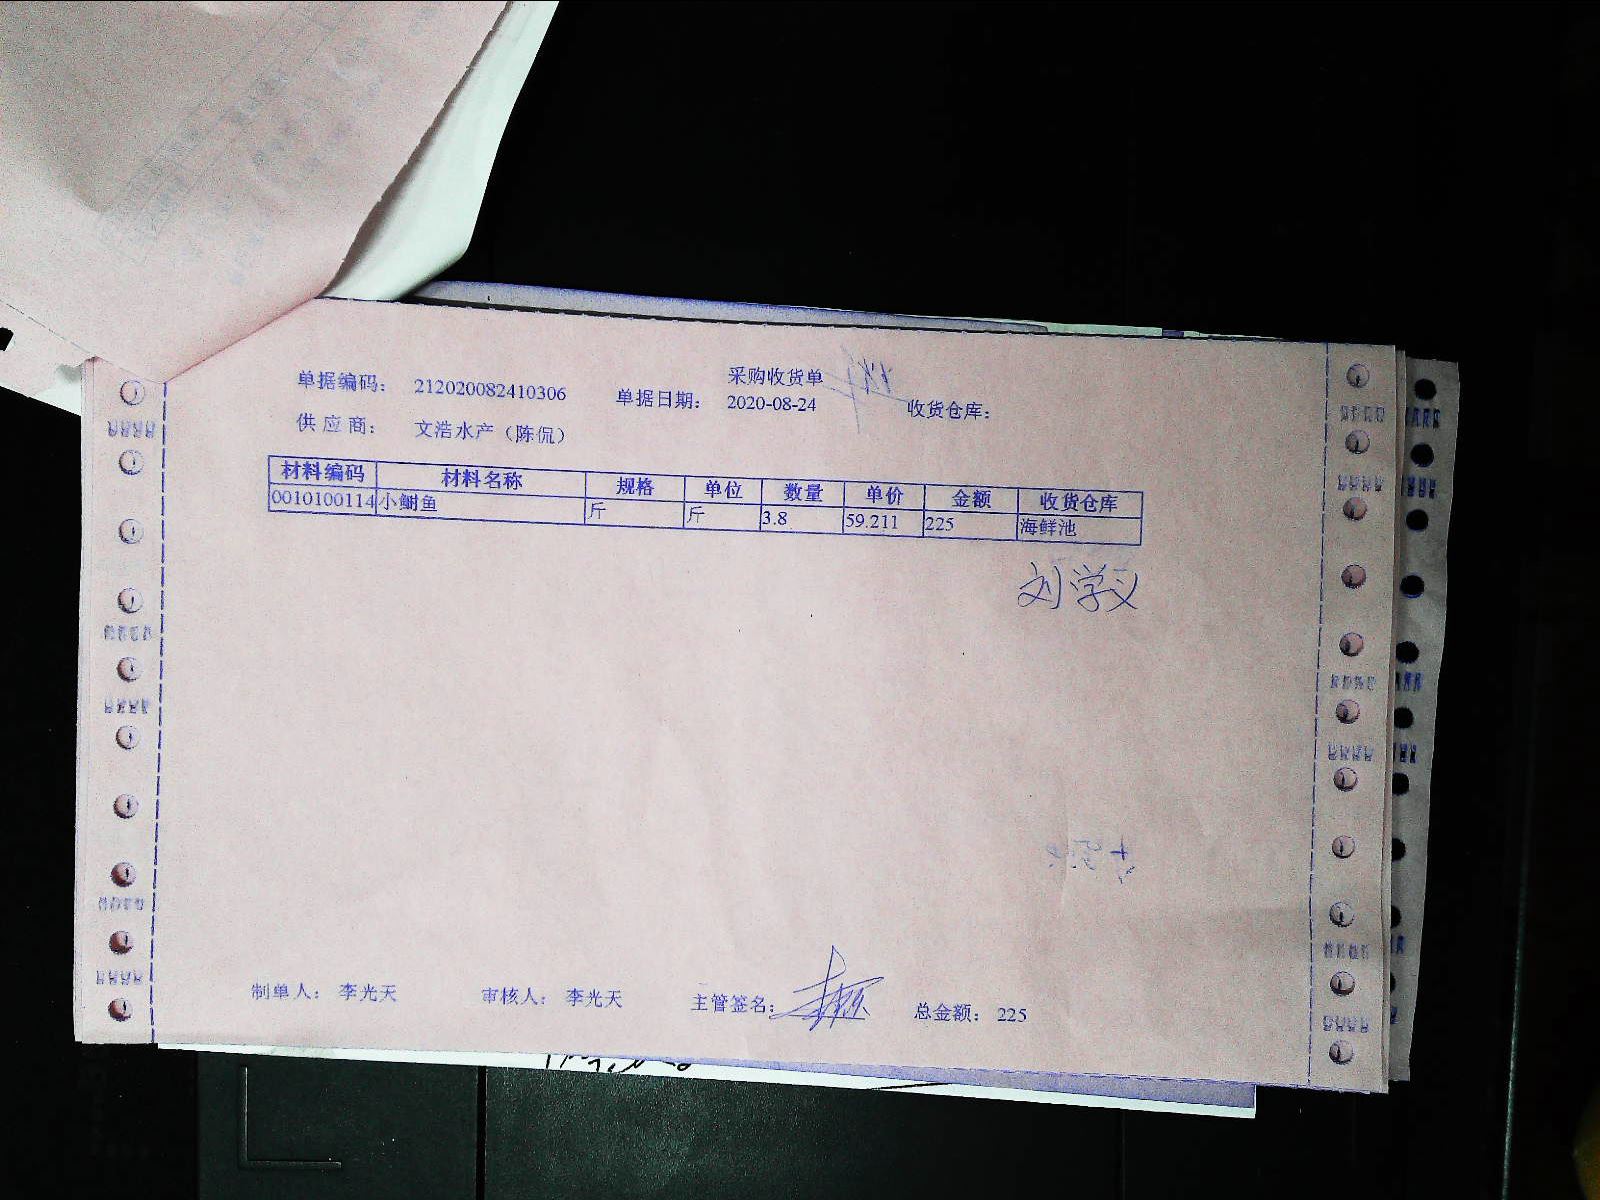 采购收货单
单据编码： 212020082410306 单据日期： 2020-08-24 收货仓库：
供应商： 文浩水产（陈侃）
材料编码 材料名称 规格 单位 数量 单价 金额 收货仓库
0010100114 小鲥鱼 斤 斤 3.8 59.211 225 海鲜池
刘学义
制单人： 李光天 审核人： 李光天 主管签名： 总金额： 225